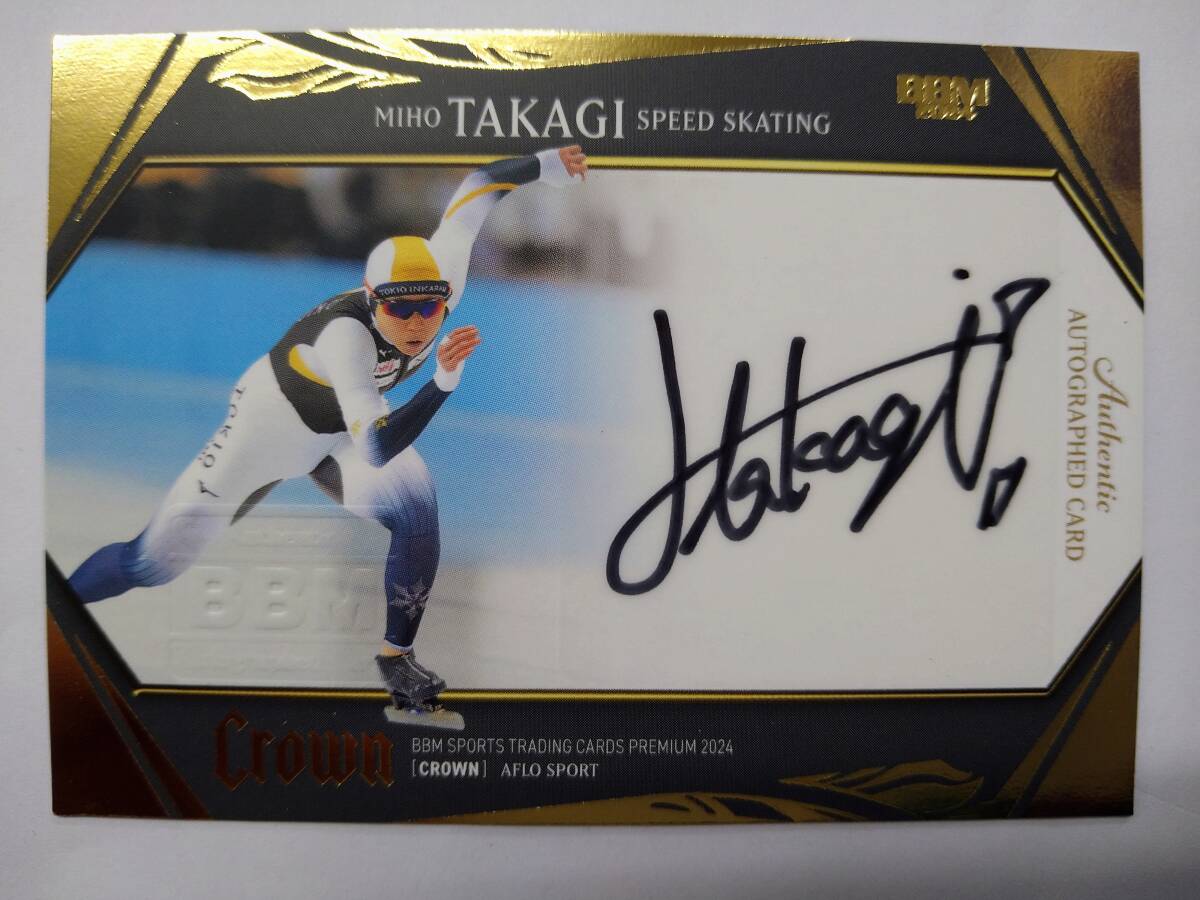 MIHO TAKAGI SPEED SKATING
BBM
2024
TOKIO INKARAMI
TOKIO
Takagi
Authentic
AUTOGRAPHED CARD
BBM
Crown
BBM SPORTS TRADING CARDS PREMIUM 2024
[CROWN] AFLO SPORT